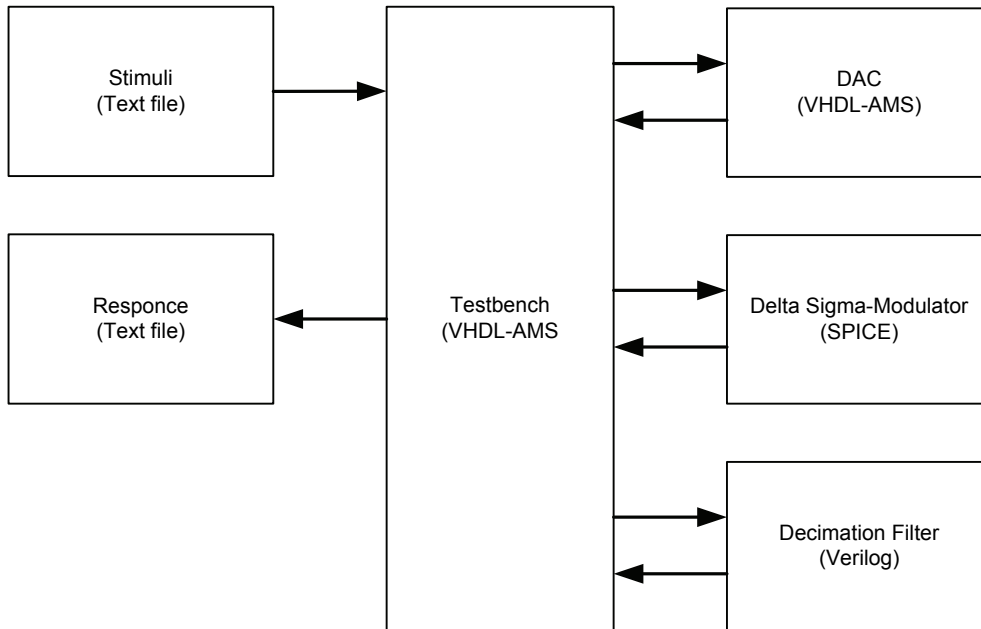 Stimuli
(Text file)
Responce
(Text file)
Testbench
(VHDL-AMS
DAC
(VHDL-AMS)
Delta Sigma-Modulator
(SPICE)
Decimation Filter
(Verilog)